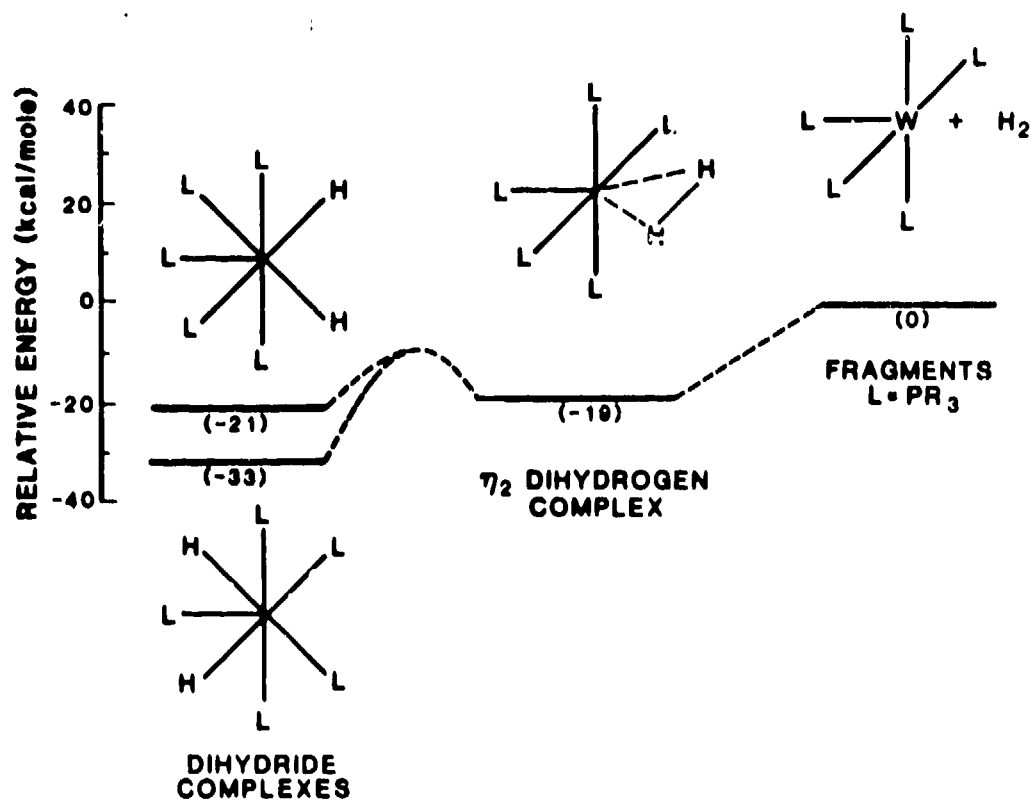 RELATIVE ENERGY (kcal/mole)
40
20
0
-20
-40
L
L
H
L
L
H
L
(-21)
(-33)
L
H
L
L
H
L
L
DIHYDRIDE
COMPLEXES
L
L
H
L
H
L
L
(-19)
η2 DIHYDROGEN
COMPLEX
L
L
L W + H2
L
L
(0)
FRAGMENTS
L=PR3